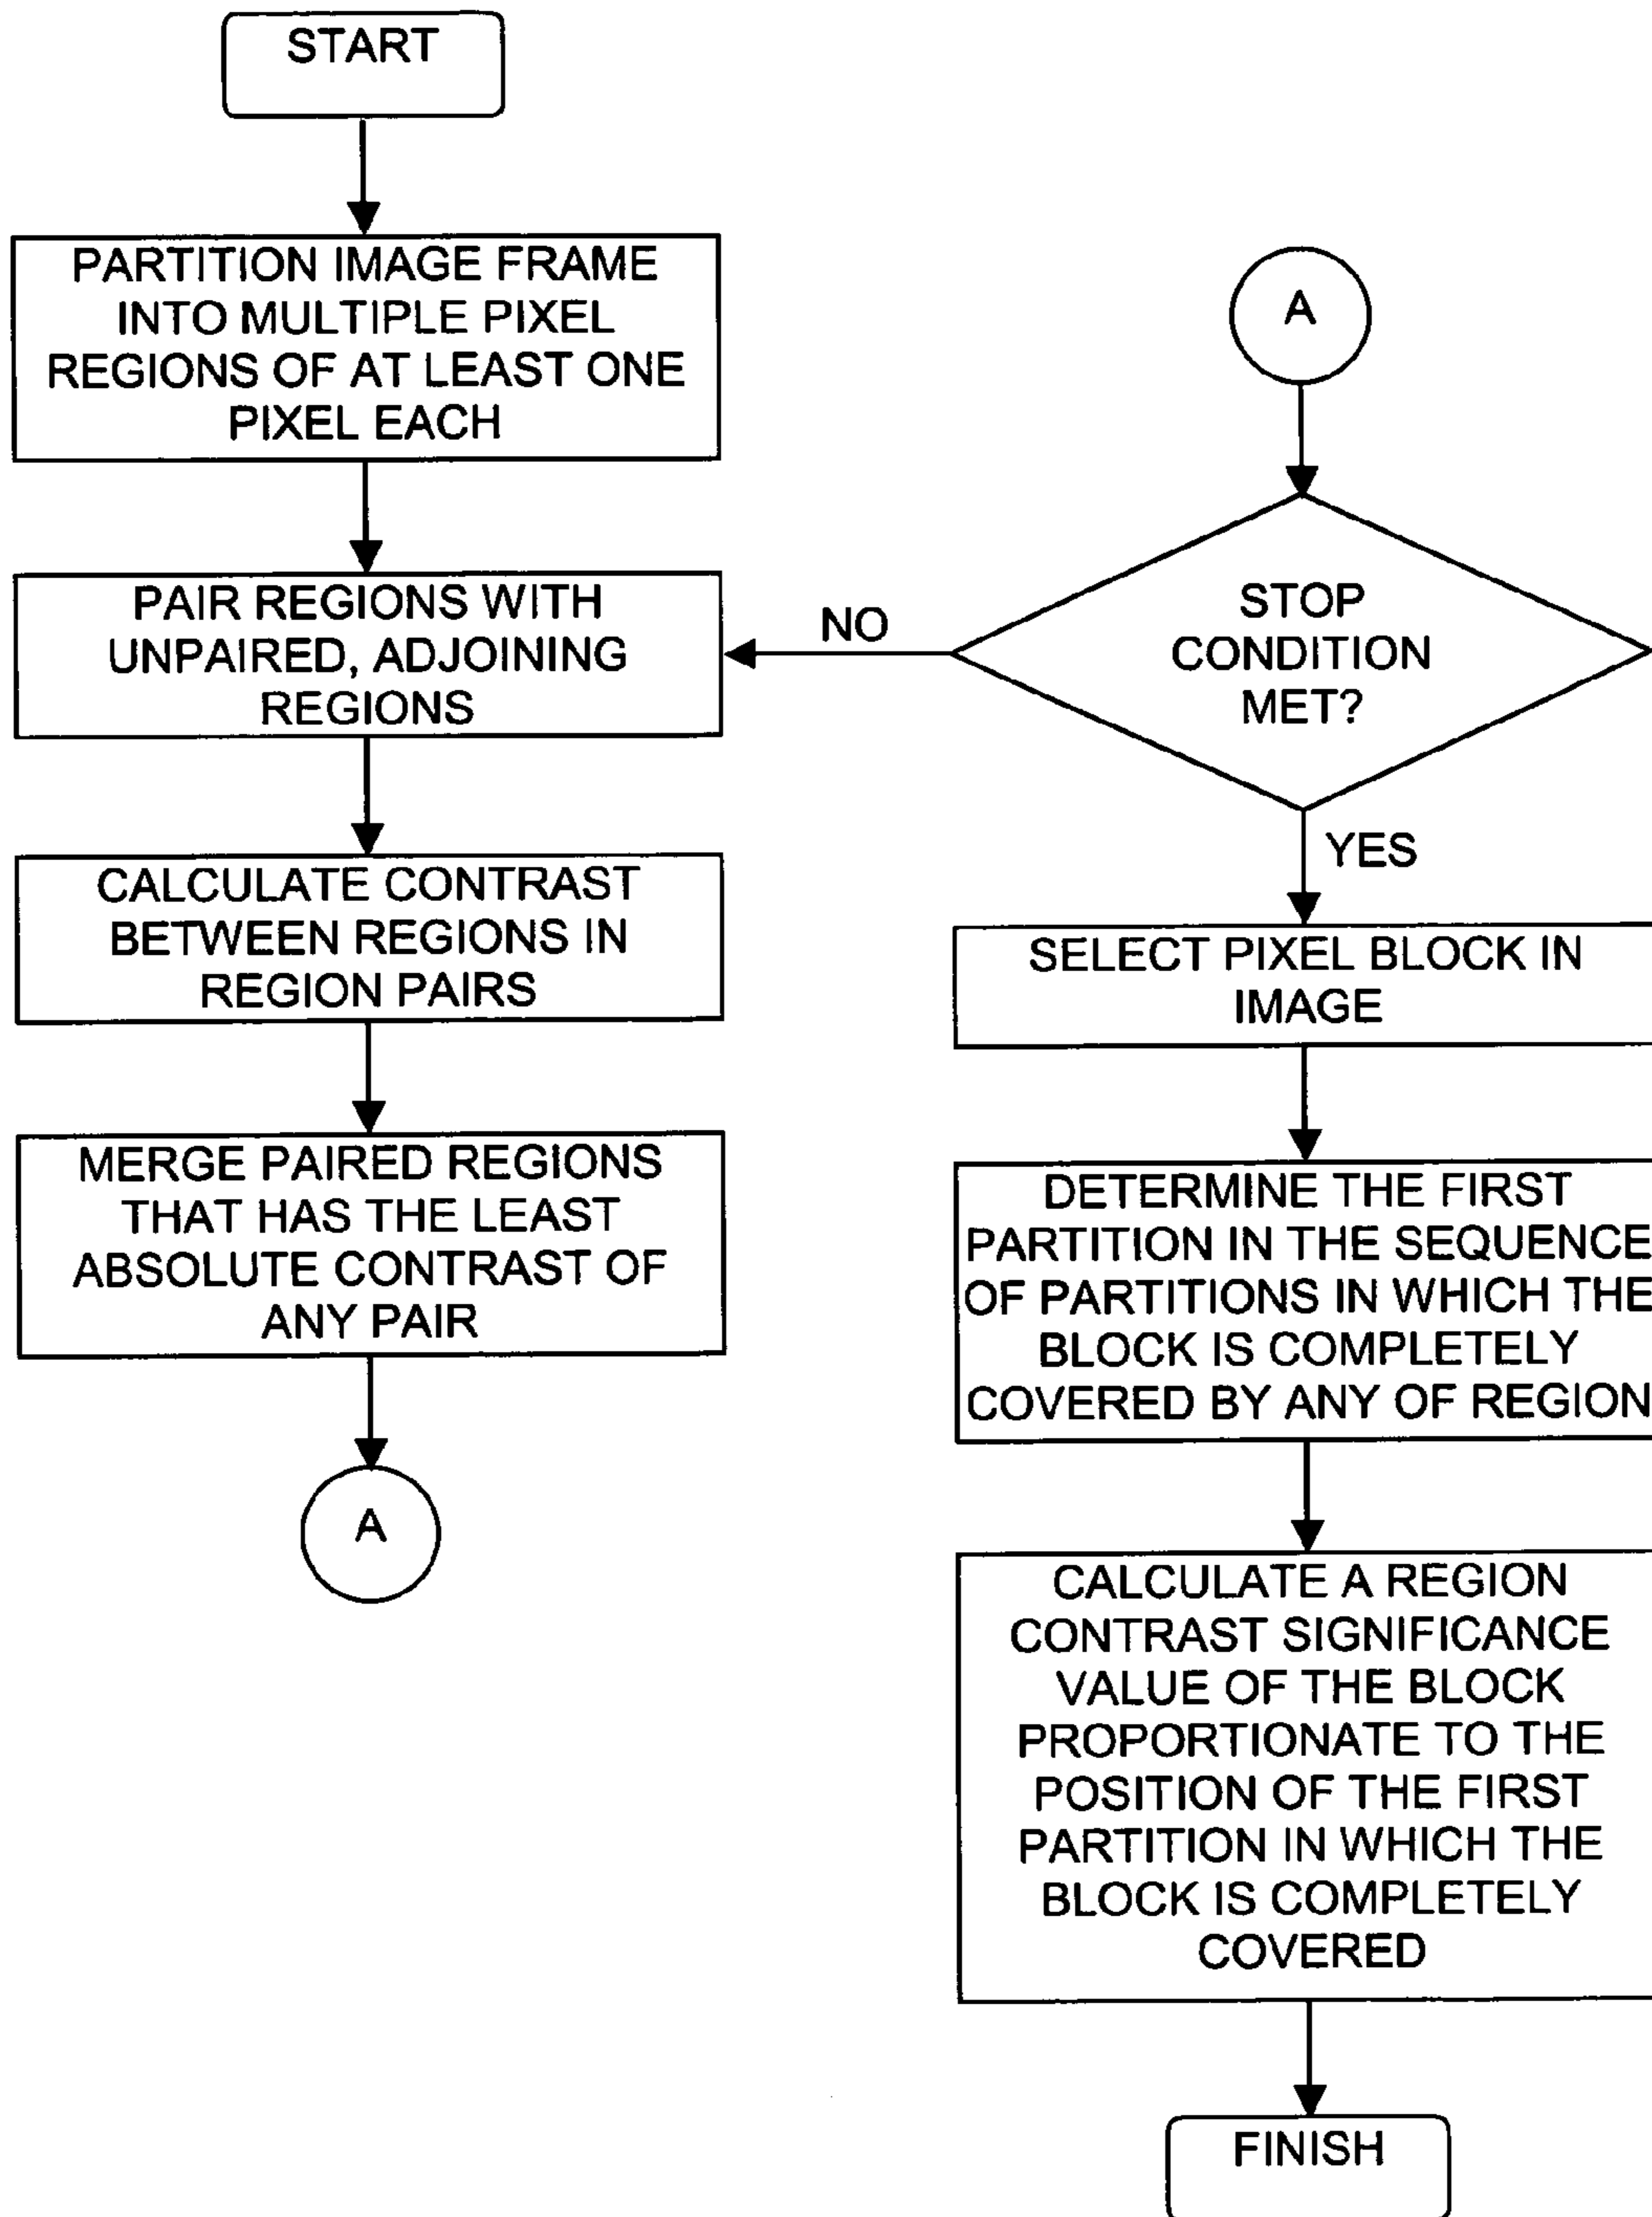 START
PARTITION IMAGE FRAME
INTO MULTIPLE PIXEL
REGIONS OF AT LEAST ONE
PIXEL EACH
PAIR REGIONS WITH
UNPAIRED, ADJOINING
REGIONS
CALCULATE CONTRAST
BETWEEN REGIONS IN
REGION PAIRS
MERGE PAIRED REGIONS
THAT HAS THE LEAST
ABSOLUTE CONTRAST OF
ANY PAIR
A
A
STOP
CONDITION
MET?
NO
YES
SELECT PIXEL BLOCK IN
IMAGE
DETERMINE THE FIRST
PARTITION IN THE SEQUENCE
OF PARTITIONS IN WHICH THE
BLOCK IS COMPLETELY
COVERED BY ANY OF REGION
CALCULATE A REGION
CONTRAST SIGNIFICANCE
VALUE OF THE BLOCK
PROPORTIONATE TO THE
POSITION OF THE FIRST
PARTITION IN WHICH THE
BLOCK IS COMPLETELY
COVERED
FINISH